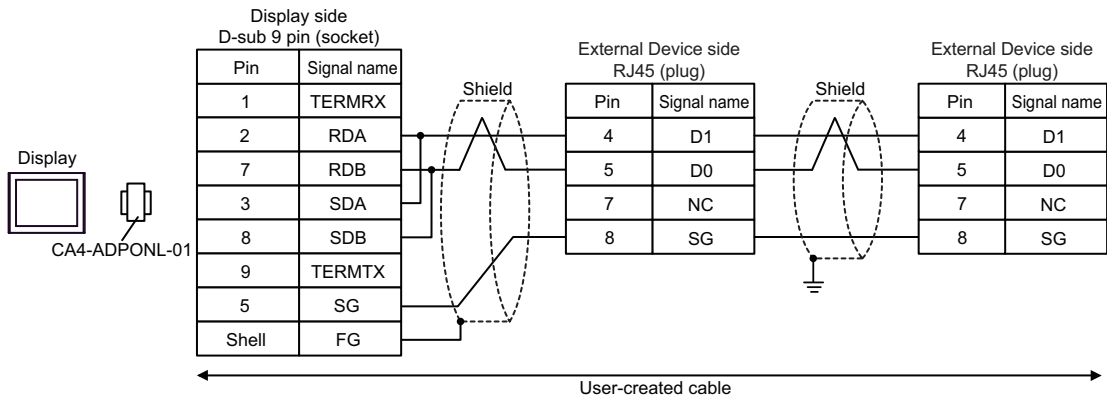 Display side
D-sub 9 pin (socket)
External Device side
RJ45 (plug)
External Device side
RJ45 (plug)
Pin Signal name
1 TERMRX
2 RDA
7 RDB
3 SDA
8 SDB
9 TERMTX
5 SG
Shell FG
Shield
Pin Signal name
4 D1
5 D0
7 NC
8 SG
Shield
Pin Signal name
4 D1
5 D0
7 NC
8 SG
Display
CA4-ADPONL-01
User-created cable